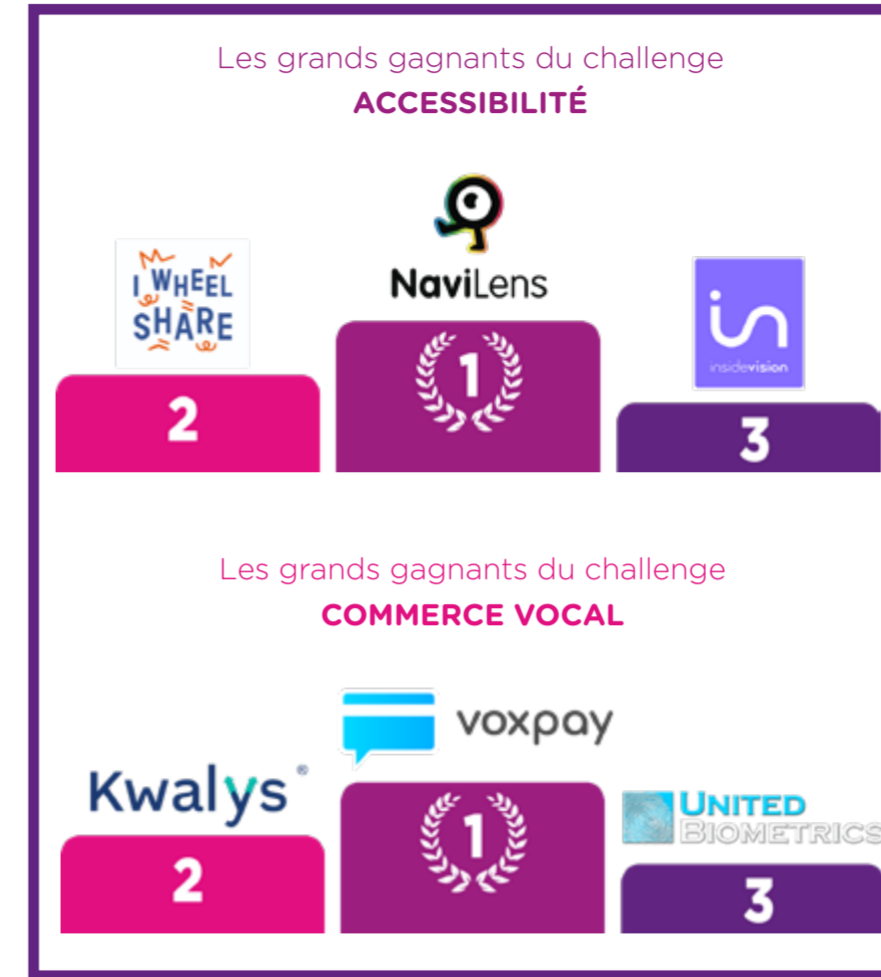 Les grands gagnants du challenge
ACCESSIBILITÉ
I WHEEL
SHARE
NaviLens
in
insidevision
2
1
3
Les grands gagnants du challenge
COMMERCE VOCAL
voxpay
Kwalys®
UNITED
BIOMETRICS
2
1
3